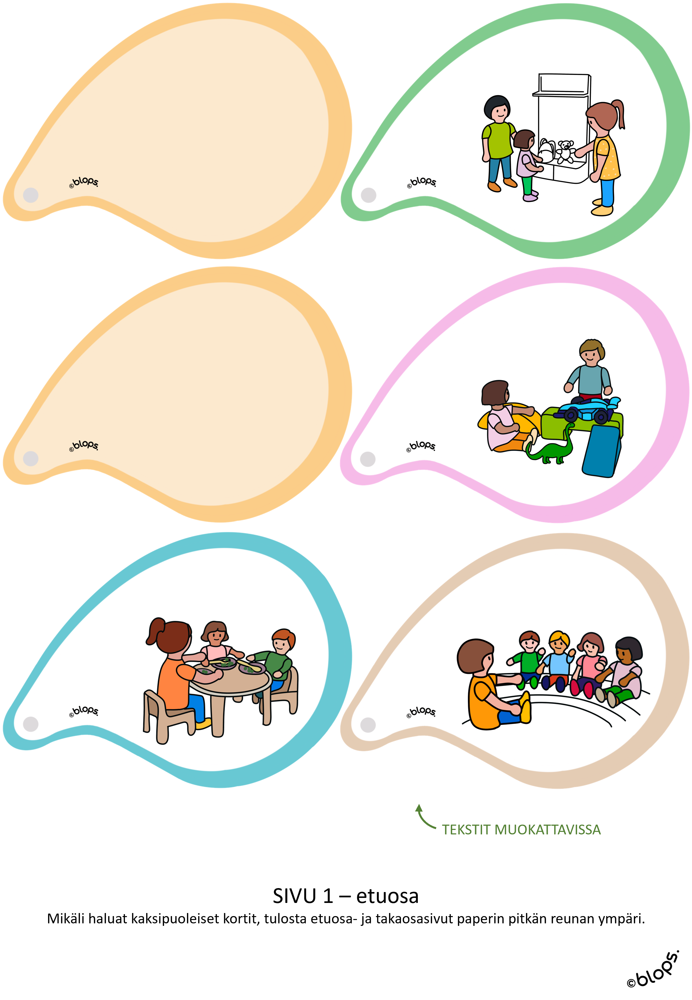 ©blops.
©blops.
©blops.
©blops.
©blops.
©blops.
TEKSTIT MUOKATTAVISSA
SIVU 1 – etuosa
Mikäli haluat kaksipuoleiset kortit, tulosta etuosa- ja takaosasivut paperin pitkän reunan ympäri.
©blops.